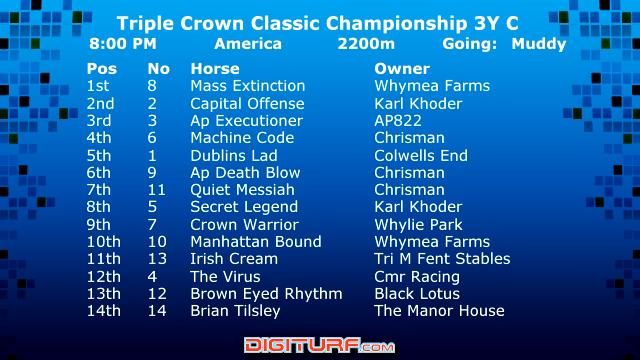 Triple Crown Classic Championship 3Y C
8:00 PM America 2200m Going: Muddy
Pos No Horse Owner
1st 8 Mass Extinction Whymea Farms
2nd 2 Capital Offense Karl Khoder
3rd 3 Ap Executioner AP822
4th 6 Machine Code Chrisman
5th 1 Dublins Lad Colwells End
6th 9 Ap Death Blow Chrisman
7th 11 Quiet Messiah Chrisman
8th 5 Secret Legend Karl Khoder
9th 7 Crown Warrior Whylie Park
10th 10 Manhattan Bound Whymea Farms
11th 13 Irish Cream Tri M Fent Stables
12th 4 The Virus Cmr Racing
13th 12 Brown Eyed Rhythm Black Lotus
14th 14 Brian Tilsley The Manor House
DIGITURF.COM